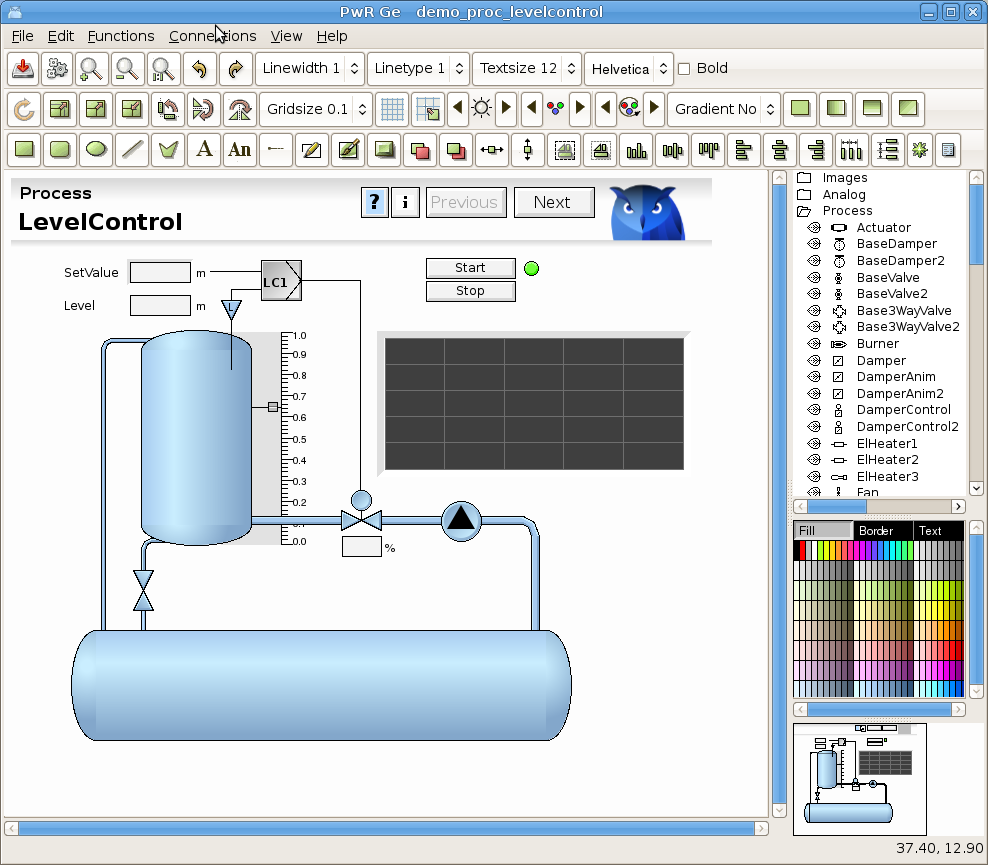 PwR Ge   demo_proc_levelcontrol
File Edit Functions Connections View Help
Linewidth 1 Linetype 1 Textsize 12 Helvetica Bold
Gridsize 0.1 Gradient No
A An
Process
LevelControl
? i Previous Next
SetValue m LC1
Level m L
Start
Stop
1.0
0.9
0.8
0.7
0.6
0.5
0.4
0.3
0.2
0.1
0.0
%
Images
Analog
Process
Actuator
BaseDamper
BaseDamper2
BaseValve
BaseValve2
Base3WayValve
Base3WayValve2
Burner
Damper
DamperAnim
DamperAnim2
DamperControl
DamperControl2
ElHeater1
ElHeater2
ElHeater3
Fan
Fill Border Text
37.40, 12.90